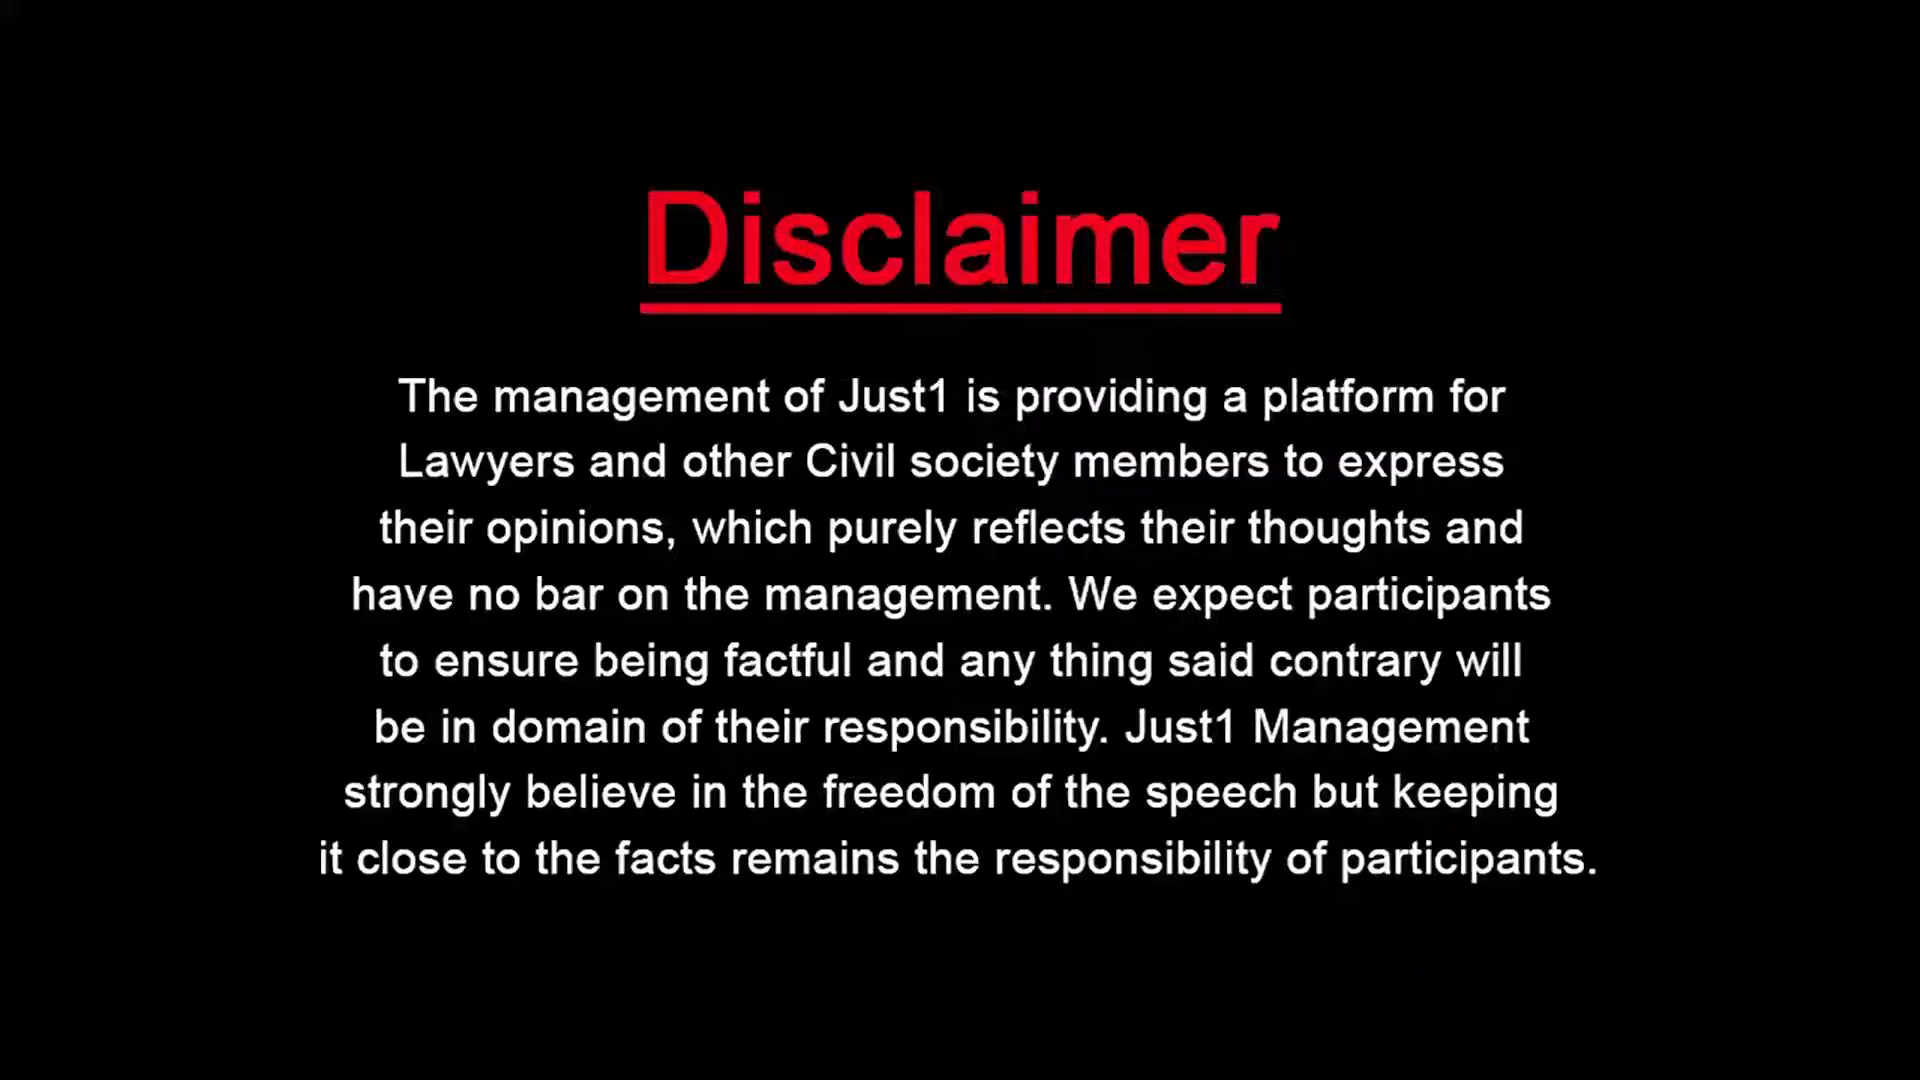 Disclaimer
The management of Just1 is providing a platform for
Lawyers and other Civil society members to express
their opinions, which purely reflects their thoughts and
have no bar on the management. We expect participants
to ensure being factful and any thing said contrary will
be in domain of their responsibility. Just1 Management
strongly believe in the freedom of the speech but keeping
it close to the facts remains the responsibility of participants.